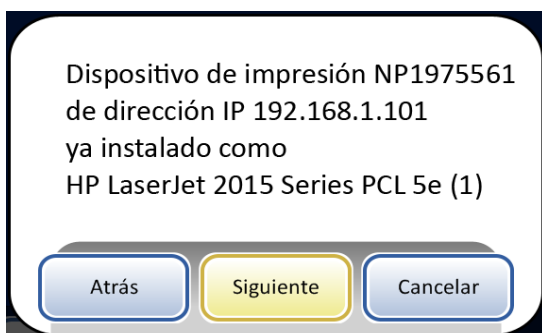 Dispositivo de impresión NP1975561
de dirección IP 192.168.1.101
ya instalado como
HP LaserJet 2015 Series PCL 5e (1)
Atrás Siguiente Cancelar